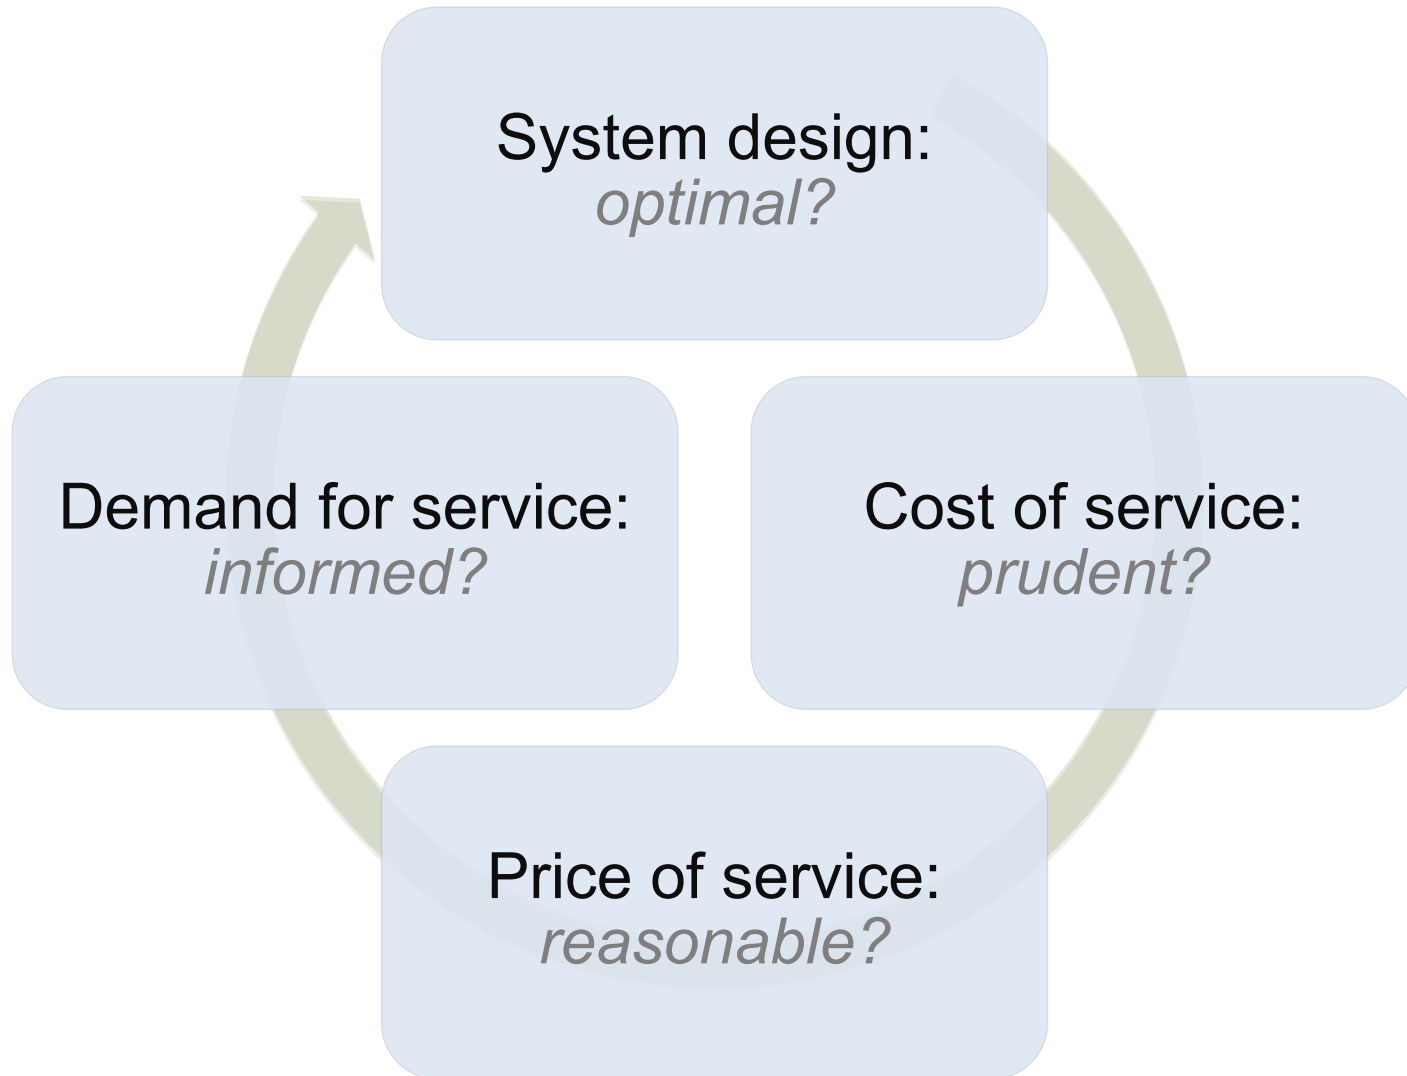 System design:
optimal?
Demand for service:
informed?
Cost of service:
prudent?
Price of service:
reasonable?